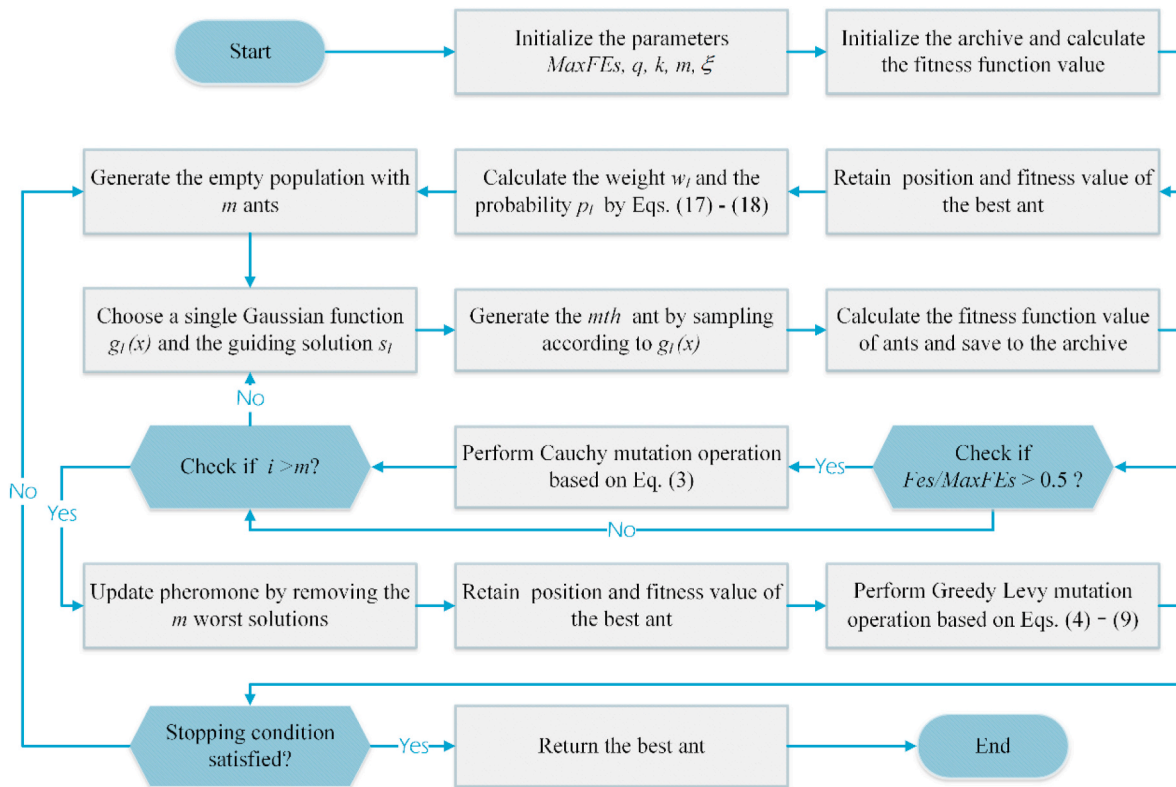 Start
Initialize the parameters
MaxFEs, q, k, m, ξ
Initialize the archive and calculate
the fitness function value
Generate the empty population with
m ants
Calculate the weight wl and the
probability pl by Eqs. (17) - (18)
Retain position and fitness value of
the best ant
Choose a single Gaussian function
gl(x) and the guiding solution sl
Generate the mth ant by sampling
according to gl(x)
Calculate the fitness function value
of ants and save to the archive
No
Check if i >m?
Perform Cauchy mutation operation
based on Eq. (3)
Yes
Check if
Fes/MaxFEs > 0.5 ?
No
Yes
No
Update pheromone by removing the
m worst solutions
Retain position and fitness value of
the best ant
Perform Greedy Levy mutation
operation based on Eqs. (4) - (9)
Stopping condition
satisfied?
Yes
Return the best ant
End